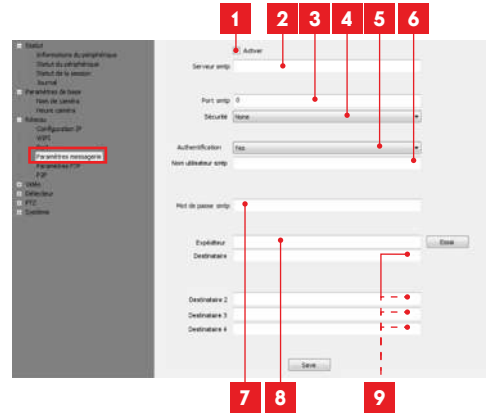 1 2 3 4 5 6
Statut
Informations du périphérique
Statut du périphérique
Statut de la session
Journal
Paramètres de base
Nom de caméra
Heure caméra
Réseau
Configuration IP
WIFI
Paramètres messagerie
Paramètres FTP
P2P
Vidéo
Détecteur
PTZ
Système
Activer
Serveur smtp
Port smtp 0
Sécurité None
Authentification Yes
Nom utilisateur smtp
Mot de passe smtp
Expéditeur Essai
Destinataire
Destinataire 2
Destinataire 3
Destinataire 4
Save
7 8 9